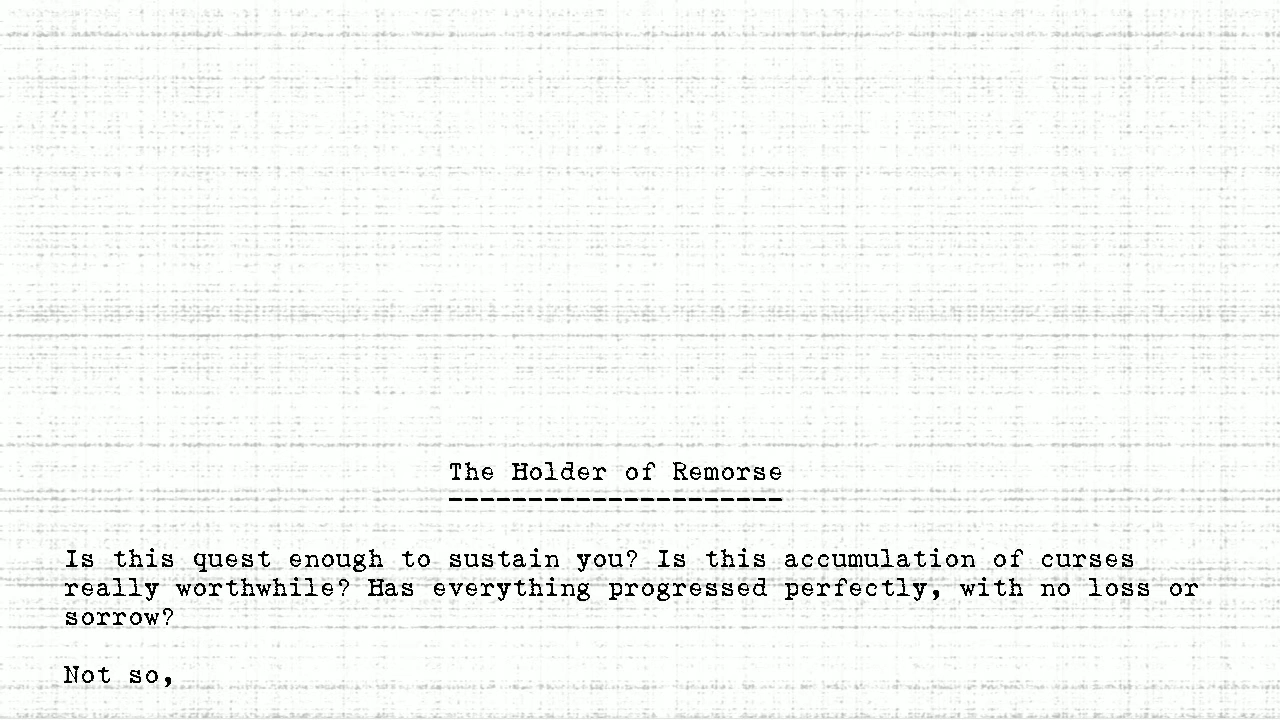 The Holder of Remorse
---------------------
Is this quest enough to sustain you? Is this accumulation of curses
really worthwhile? Has everything progressed perfectly, with no loss or
sorrow?
Not so,